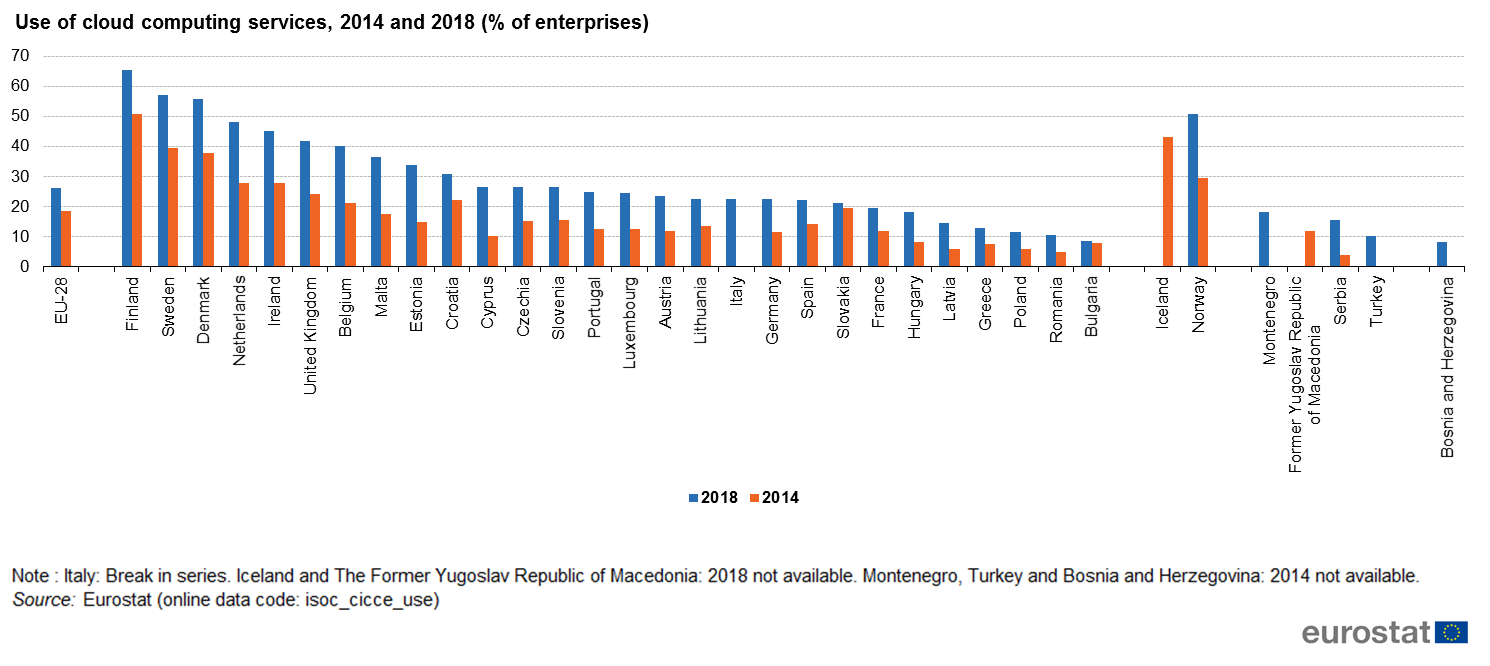 Use of cloud computing services, 2014 and 2018 (% of enterprises)
70
60
50
40
30
20
10
0
EU-28
Finland
Sweden
Denmark
Netherlands
Ireland
United Kingdom
Belgium
Malta
Estonia
Croatia
Cyprus
Czechia
Slovenia
Portugal
Luxembourg
Austria
Lithuania
Italy
Germany
Spain
Slovakia
France
Hungary
Latvia
Greece
Poland
Romania
Bulgaria
Iceland
Norway
Montenegro
Former Yugoslav Republic
of Macedonia
Serbia
Turkey
Bosnia and Herzegovina
2018 2014
Note : Italy: Break in series. Iceland and The Former Yugoslav Republic of Macedonia: 2018 not available. Montenegro, Turkey and Bosnia and Herzegovina: 2014 not available.
Source: Eurostat (online data code: isoc_cicce_use)
eurostat